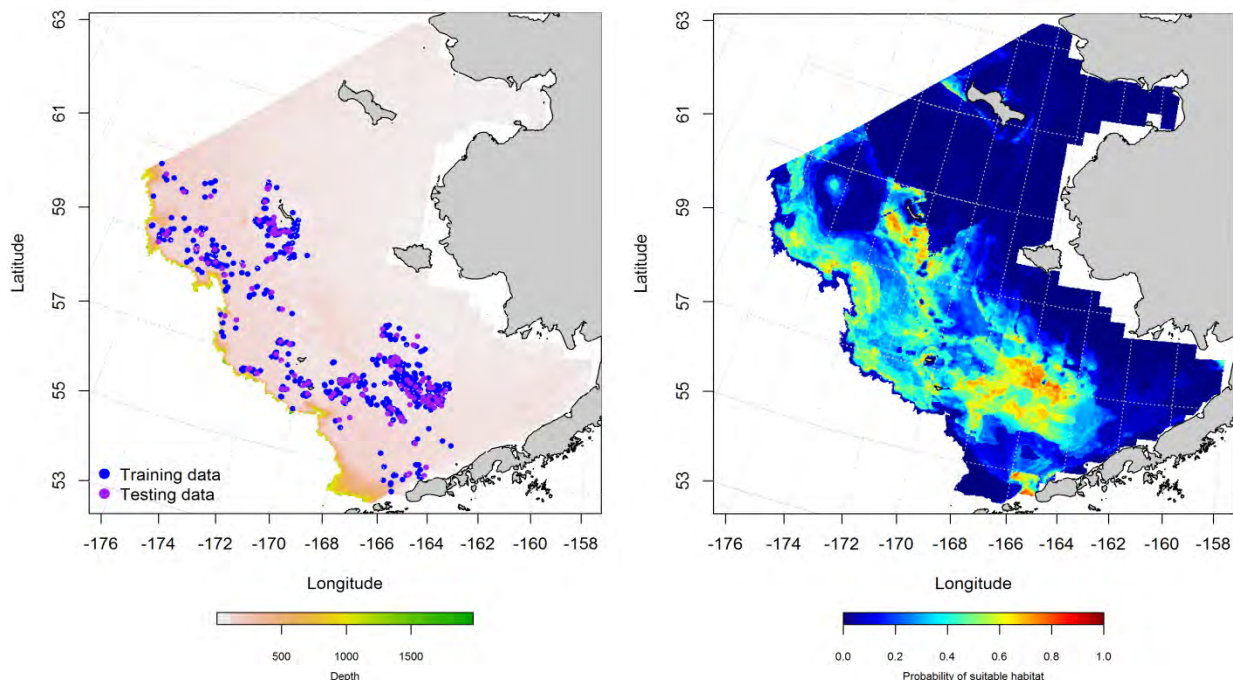 63
61
59
57
55
53
Latitude
Training data
Testing data
-176 -174 -172 -170 -168 -166 -164 -162 -160 -158
Longitude
500 1000 1500
Depth
63
61
59
57
55
53
Latitude
-176 -174 -172 -170 -168 -166 -164 -162 -160 -158
Longitude
0.0 0.2 0.4 0.6 0.8 1.0
Probability of suitable habitat